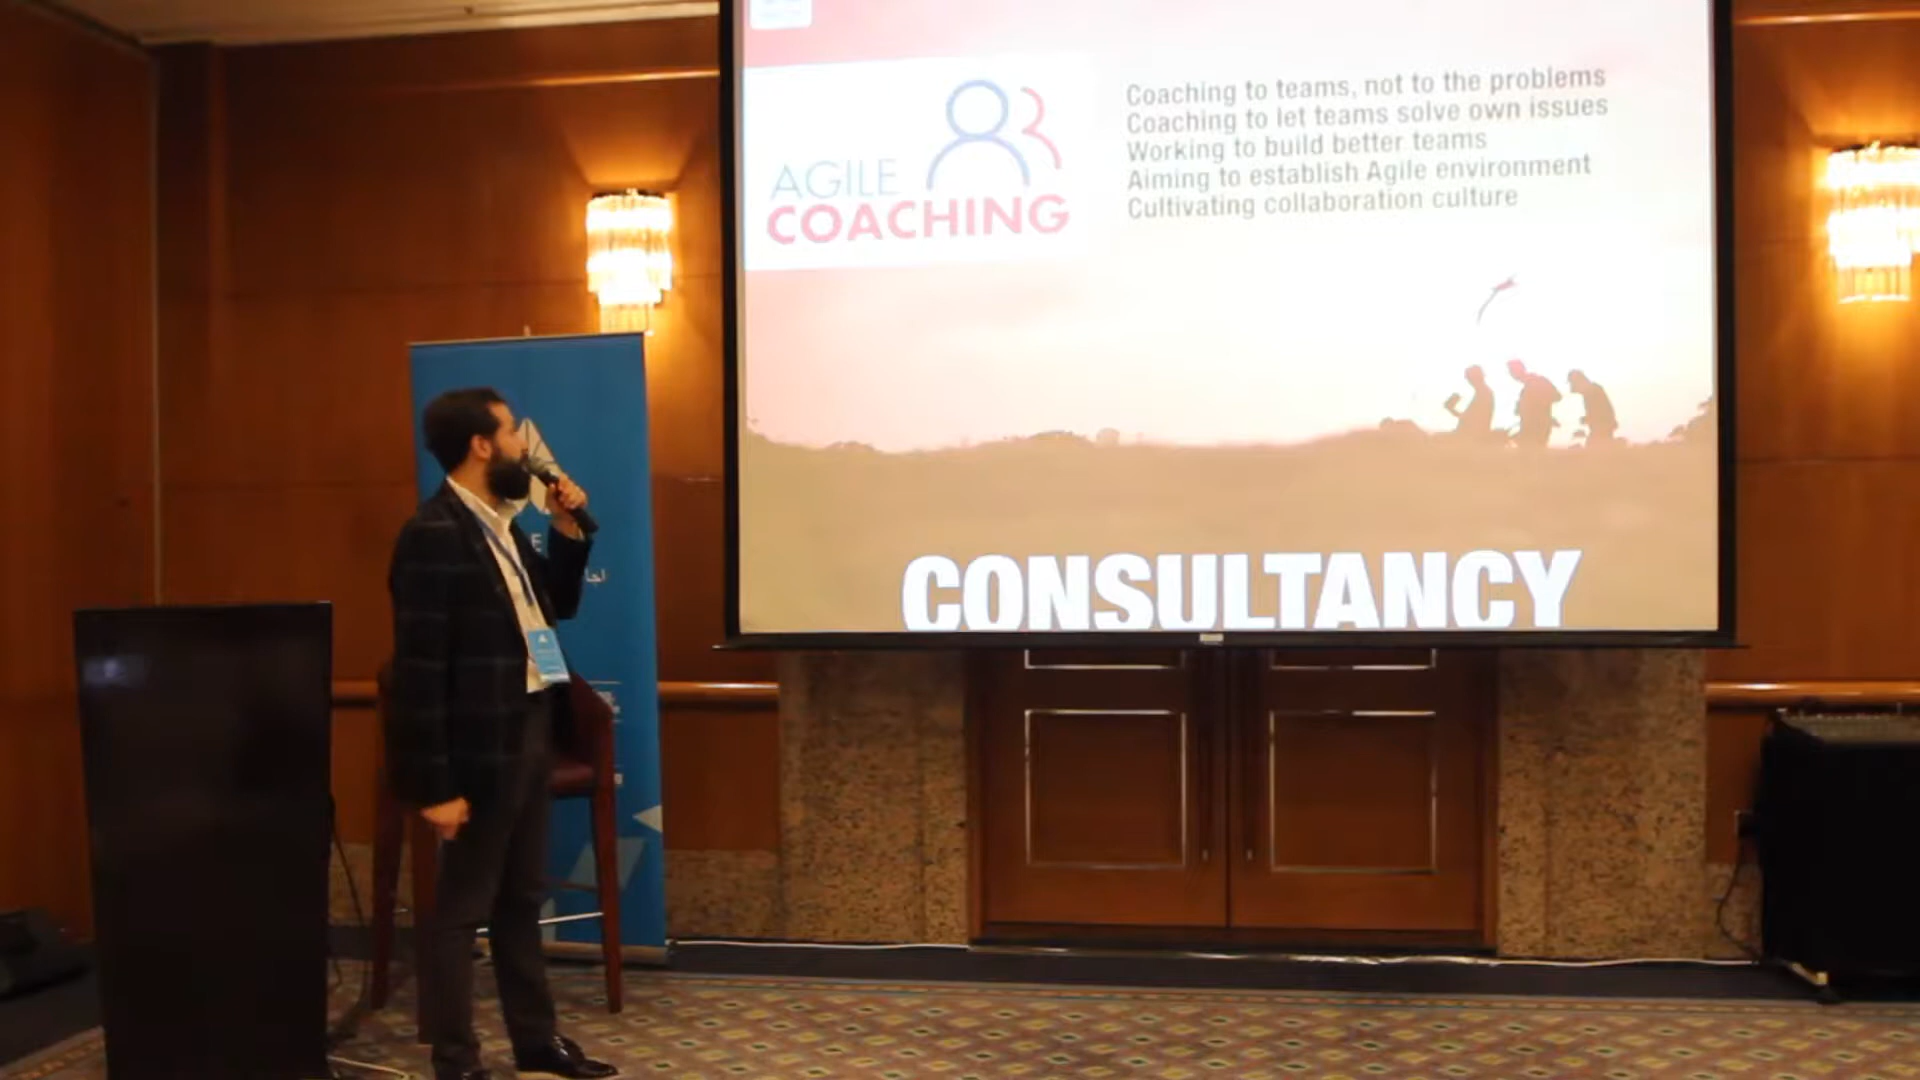 AGILE
COACHING
Coaching to teams, not to the problems
Coaching to let teams solve own issues
Working to build better teams
Aiming to establish Agile environment
Cultivating collaboration culture
CONSULTANCY
E
اجا